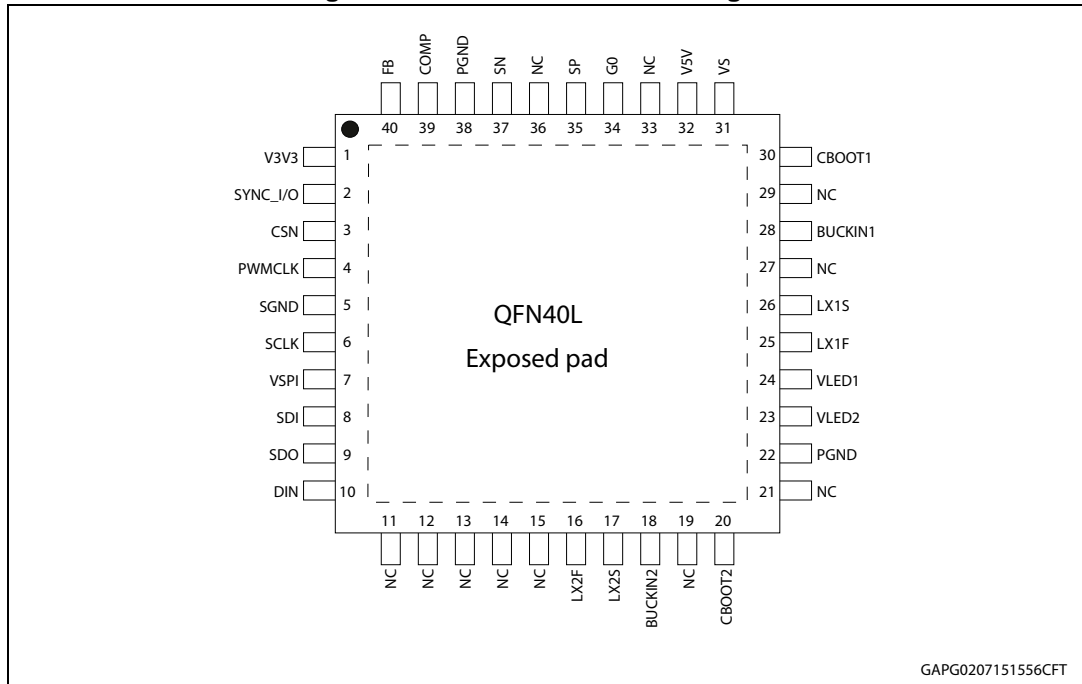 FB
COMP
PGND
SN
NC
SP
G0
NC
V5V
VS
40 39 38 37 36 35 34 33 32 31
V3V3 1
SYNC_I/O 2
CSN 3
PWMCLK 4
SGND 5
SCLK 6
VSPI 7
SDI 8
SDO 9
DIN 10
QFN40L
Exposed pad
30 CBOOT1
29 NC
28 BUCKIN1
27 NC
26 LX1S
25 LX1F
24 VLED1
23 VLED2
22 PGND
21 NC
11 12 13 14 15 16 17 18 19 20
NC
NC
NC
NC
NC
LX2F
LX2S
BUCKIN2
NC
CBOOT2
GAPG0207151556CFT